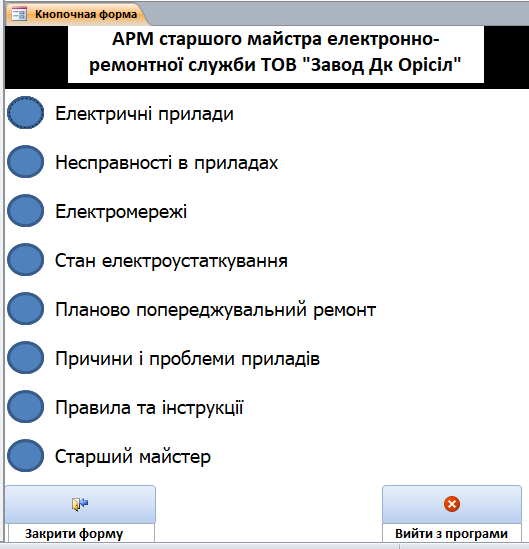 Кнопочная форма
АРМ старшого майстра електронно-
ремонтної служби ТОВ "Завод Дк Орісіл"
Електричні прилади
Несправності в приладах
Електромережі
Стан електроустаткування
Планово попереджувальний ремонт
Причини і проблеми приладів
Правила та інструкції
Старший майстер
Закрити форму
Вийти з програми